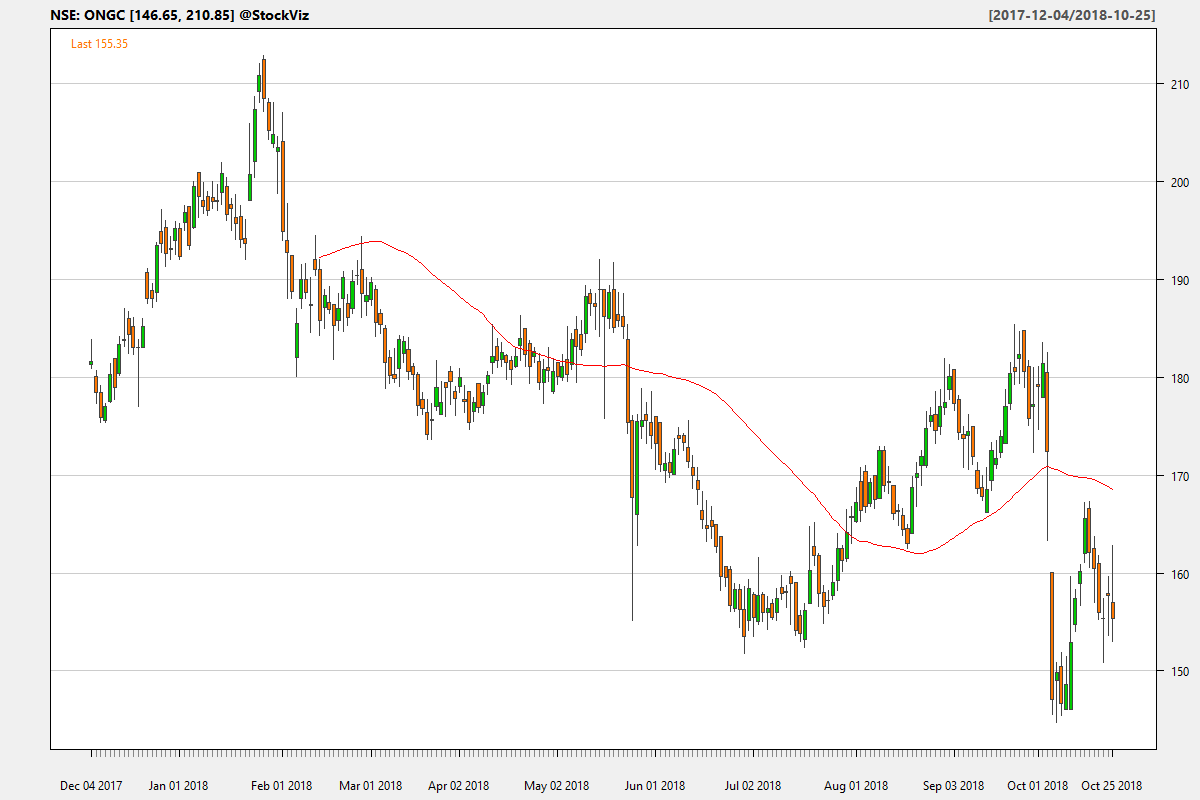 NSE: ONGC [146.65, 210.85] @StockViz [2017-12-04/2018-10-25]
Last 155.35
210
200
190
180
170
160
150
Dec 04 2017 Jan 01 2018 Feb 01 2018 Mar 01 2018 Apr 02 2018 May 02 2018 Jun 01 2018 Jul 02 2018 Aug 01 2018 Sep 03 2018 Oct 01 2018 Oct 25 2018